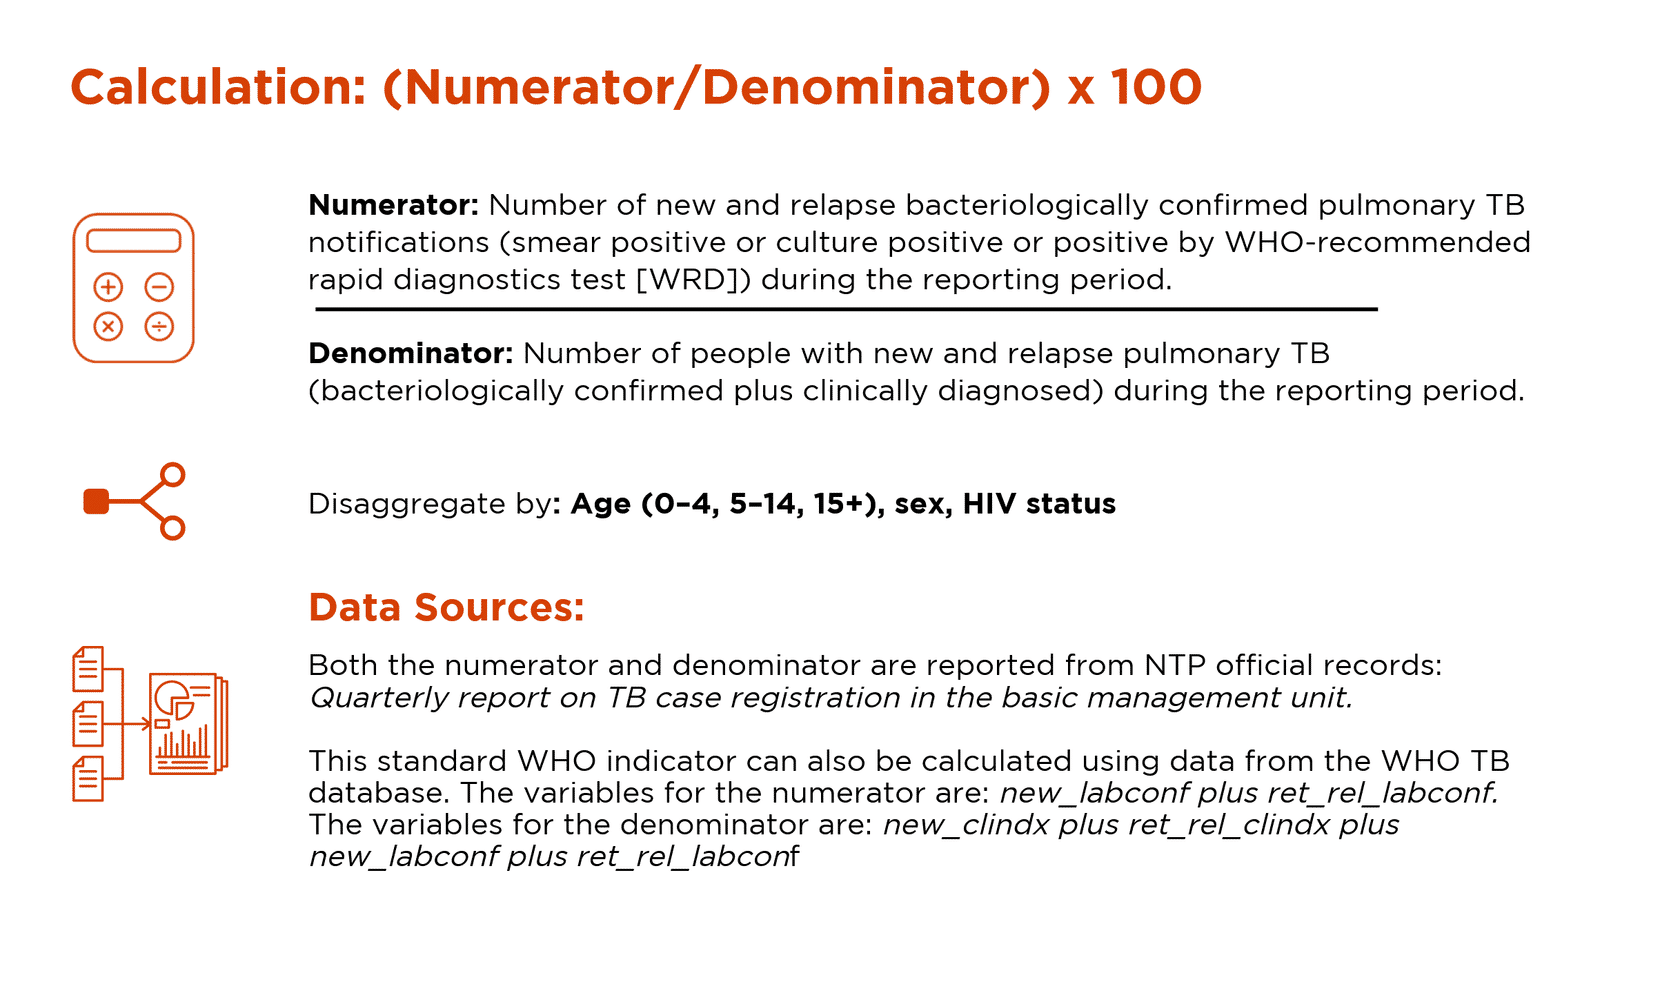 Calculation: (Numerator/Denominator) x 100
Numerator: Number of new and relapse bacteriologically confirmed pulmonary TB
notifications (smear positive or culture positive or positive by WHO-recommended
rapid diagnostics test [WRD]) during the reporting period.
Denominator: Number of people with new and relapse pulmonary TB
(bacteriologically confirmed plus clinically diagnosed) during the reporting period.
Disaggregate by: Age (0–4, 5–14, 15+), sex, HIV status
Data Sources:
Both the numerator and denominator are reported from NTP official records:
Quarterly report on TB case registration in the basic management unit.
This standard WHO indicator can also be calculated using data from the WHO TB
database. The variables for the numerator are: new_labconf plus ret_rel_labconf.
The variables for the denominator are: new_clindx plus ret_rel_clindx plus
new_labconf plus ret_rel_labconf